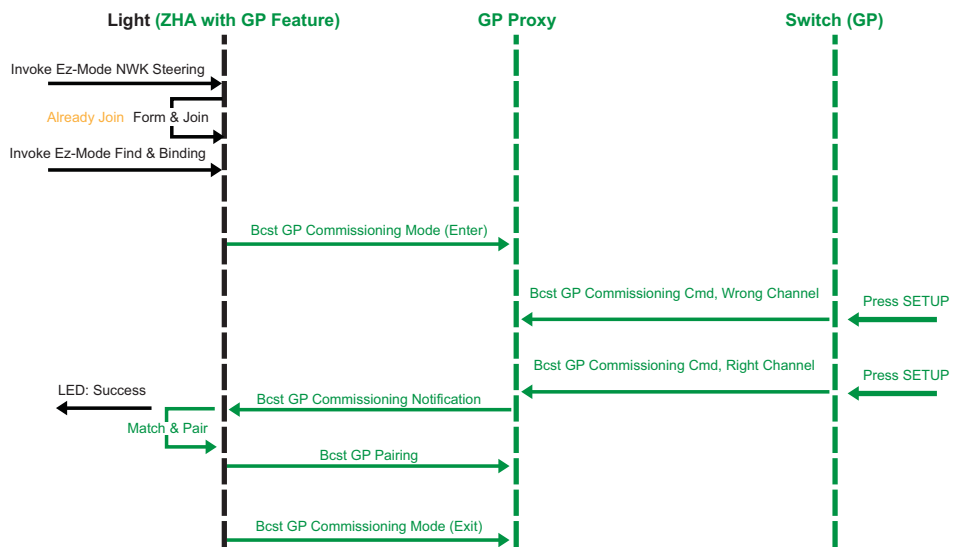 Light (ZHA with GP Feature) GP Proxy Switch (GP)
Invoke Ez-Mode NWK Steering
Already Join Form & Join
Invoke Ez-Mode Find & Binding
Bcst GP Commissioning Mode (Enter)
Bcst GP Commissioning Cmd, Wrong Channel
Press SETUP
Bcst GP Commissioning Cmd, Right Channel
Press SETUP
LED: Success
Bcst GP Commissioning Notification
Match & Pair
Bcst GP Pairing
Bcst GP Commissioning Mode (Exit)